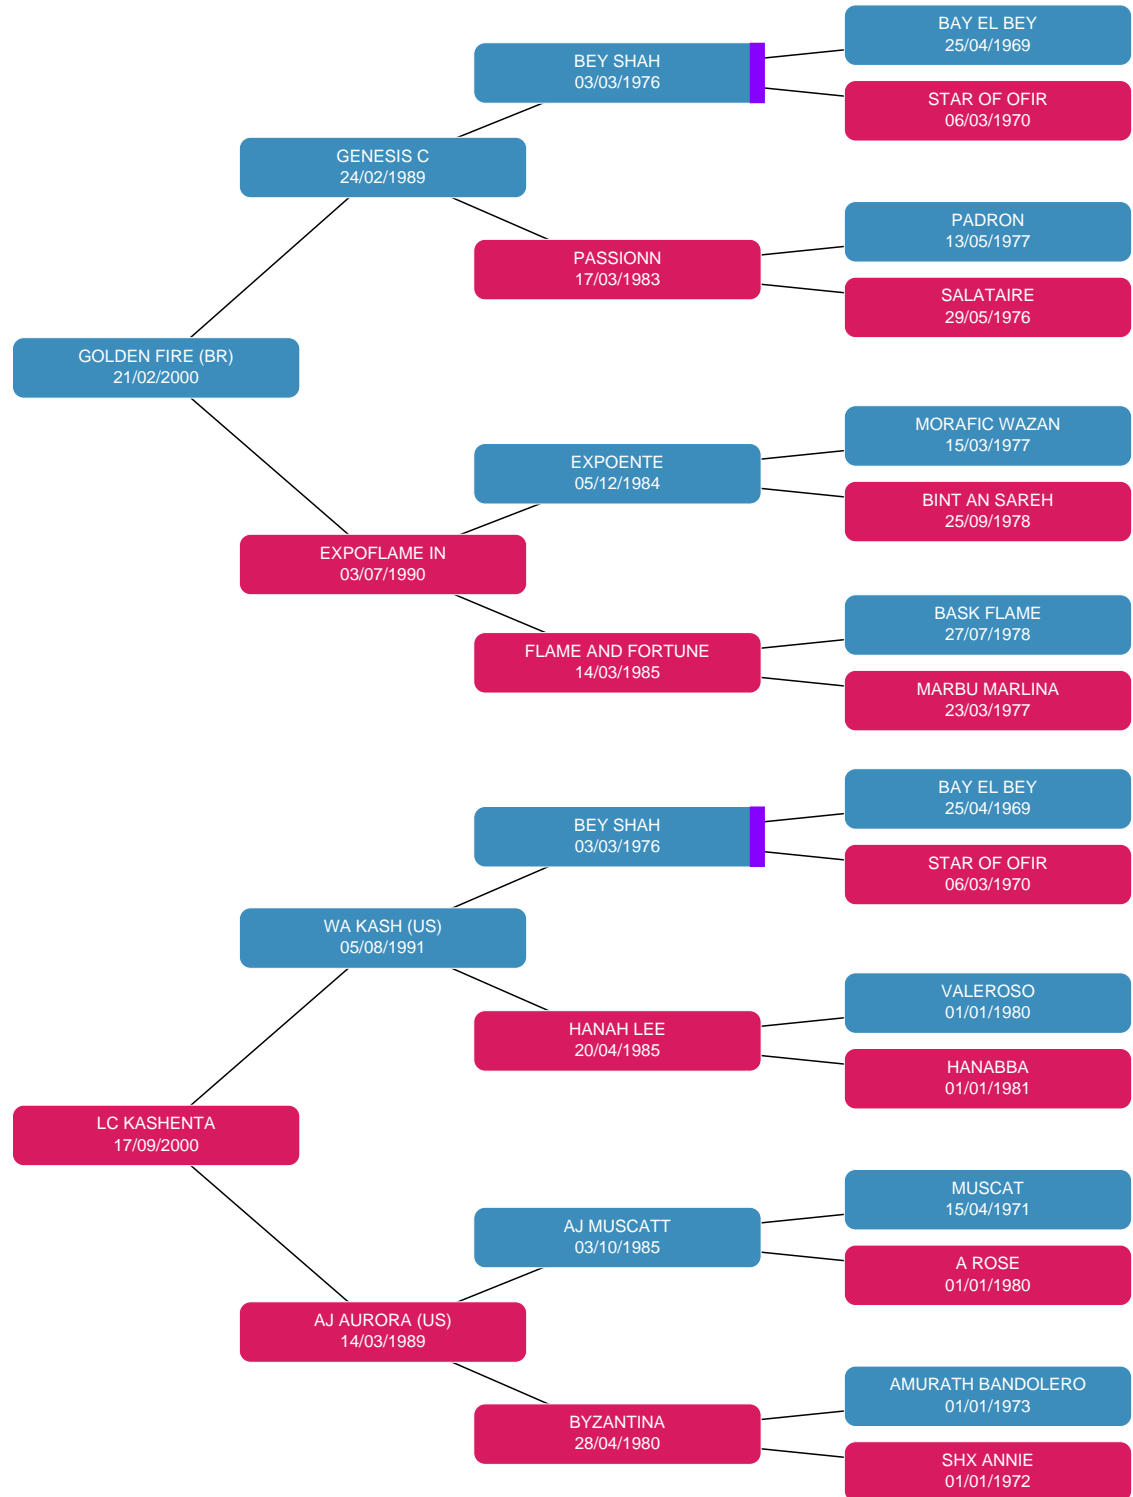 BAY EL BEY
25/04/1969
BEY SHAH
03/03/1976
STAR OF OFIR
06/03/1970
GENESIS C
24/02/1989
PADRON
13/05/1977
PASSIONN
17/03/1983
SALATAIRE
29/05/1976
GOLDEN FIRE (BR)
21/02/2000
MORAFIC WAZAN
15/03/1977
EXPOENTE
05/12/1984
BINT AN SAREH
25/09/1978
EXPOFLAME IN
03/07/1990
BASK FLAME
27/07/1978
FLAME AND FORTUNE
14/03/1985
MARBU MARLINA
23/03/1977
BAY EL BEY
25/04/1969
BEY SHAH
03/03/1976
STAR OF OFIR
06/03/1970
WA KASH (US)
05/08/1991
VALEROSO
01/01/1980
HANAH LEE
20/04/1985
HANABBA
01/01/1981
LC KASHENTA
17/09/2000
MUSCAT
15/04/1971
AJ MUSCATT
03/10/1985
A ROSE
01/01/1980
AJ AURORA (US)
14/03/1989
AMURATH BANDOLERO
01/01/1973
BYZANTINA
28/04/1980
SHX ANNIE
01/01/1972